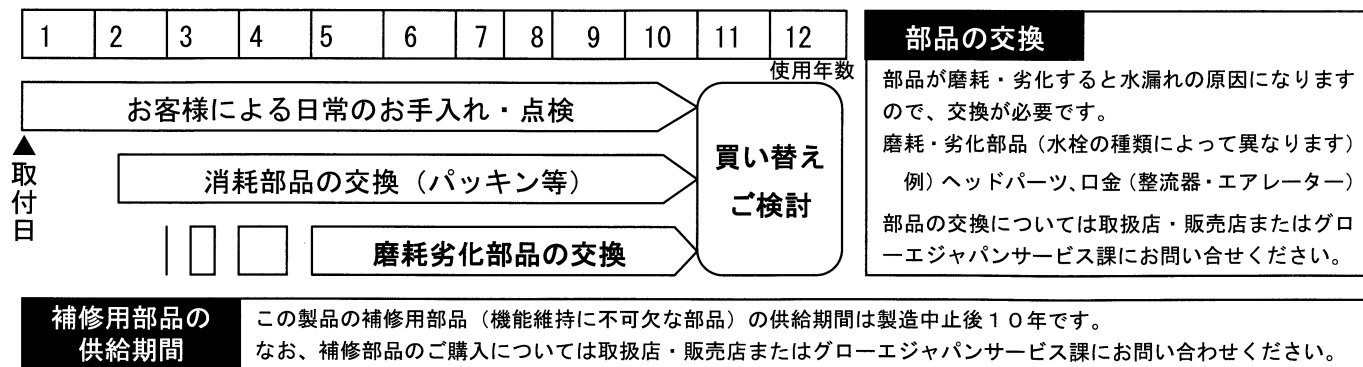 1 2 3 4 5 6 7 8 9 10 11 12
使用年数
お客様による日常のお手入れ・点検
▲取付日
消耗部品の交換（パッキン等）
磨耗劣化部品の交換
買い替え
ご検討
部品の交換
部品が磨耗・劣化すると水漏れの原因になります
ので、交換が必要です。
磨耗・劣化部品（水栓の種類によって異なります）
例）ヘッドパーツ、口金（整流器・エアレーター）
部品の交換については取扱店・販売店またはグロ
ーエジャパンサービス課にお問い合せください。
補修用部品の
供給期間
この製品の補修用部品（機能維持に不可欠な部品）の供給期間は製造中止後１０年です。
なお、補修部品のご購入については取扱店・販売店またはグローエジャパンサービス課にお問い合わせください。